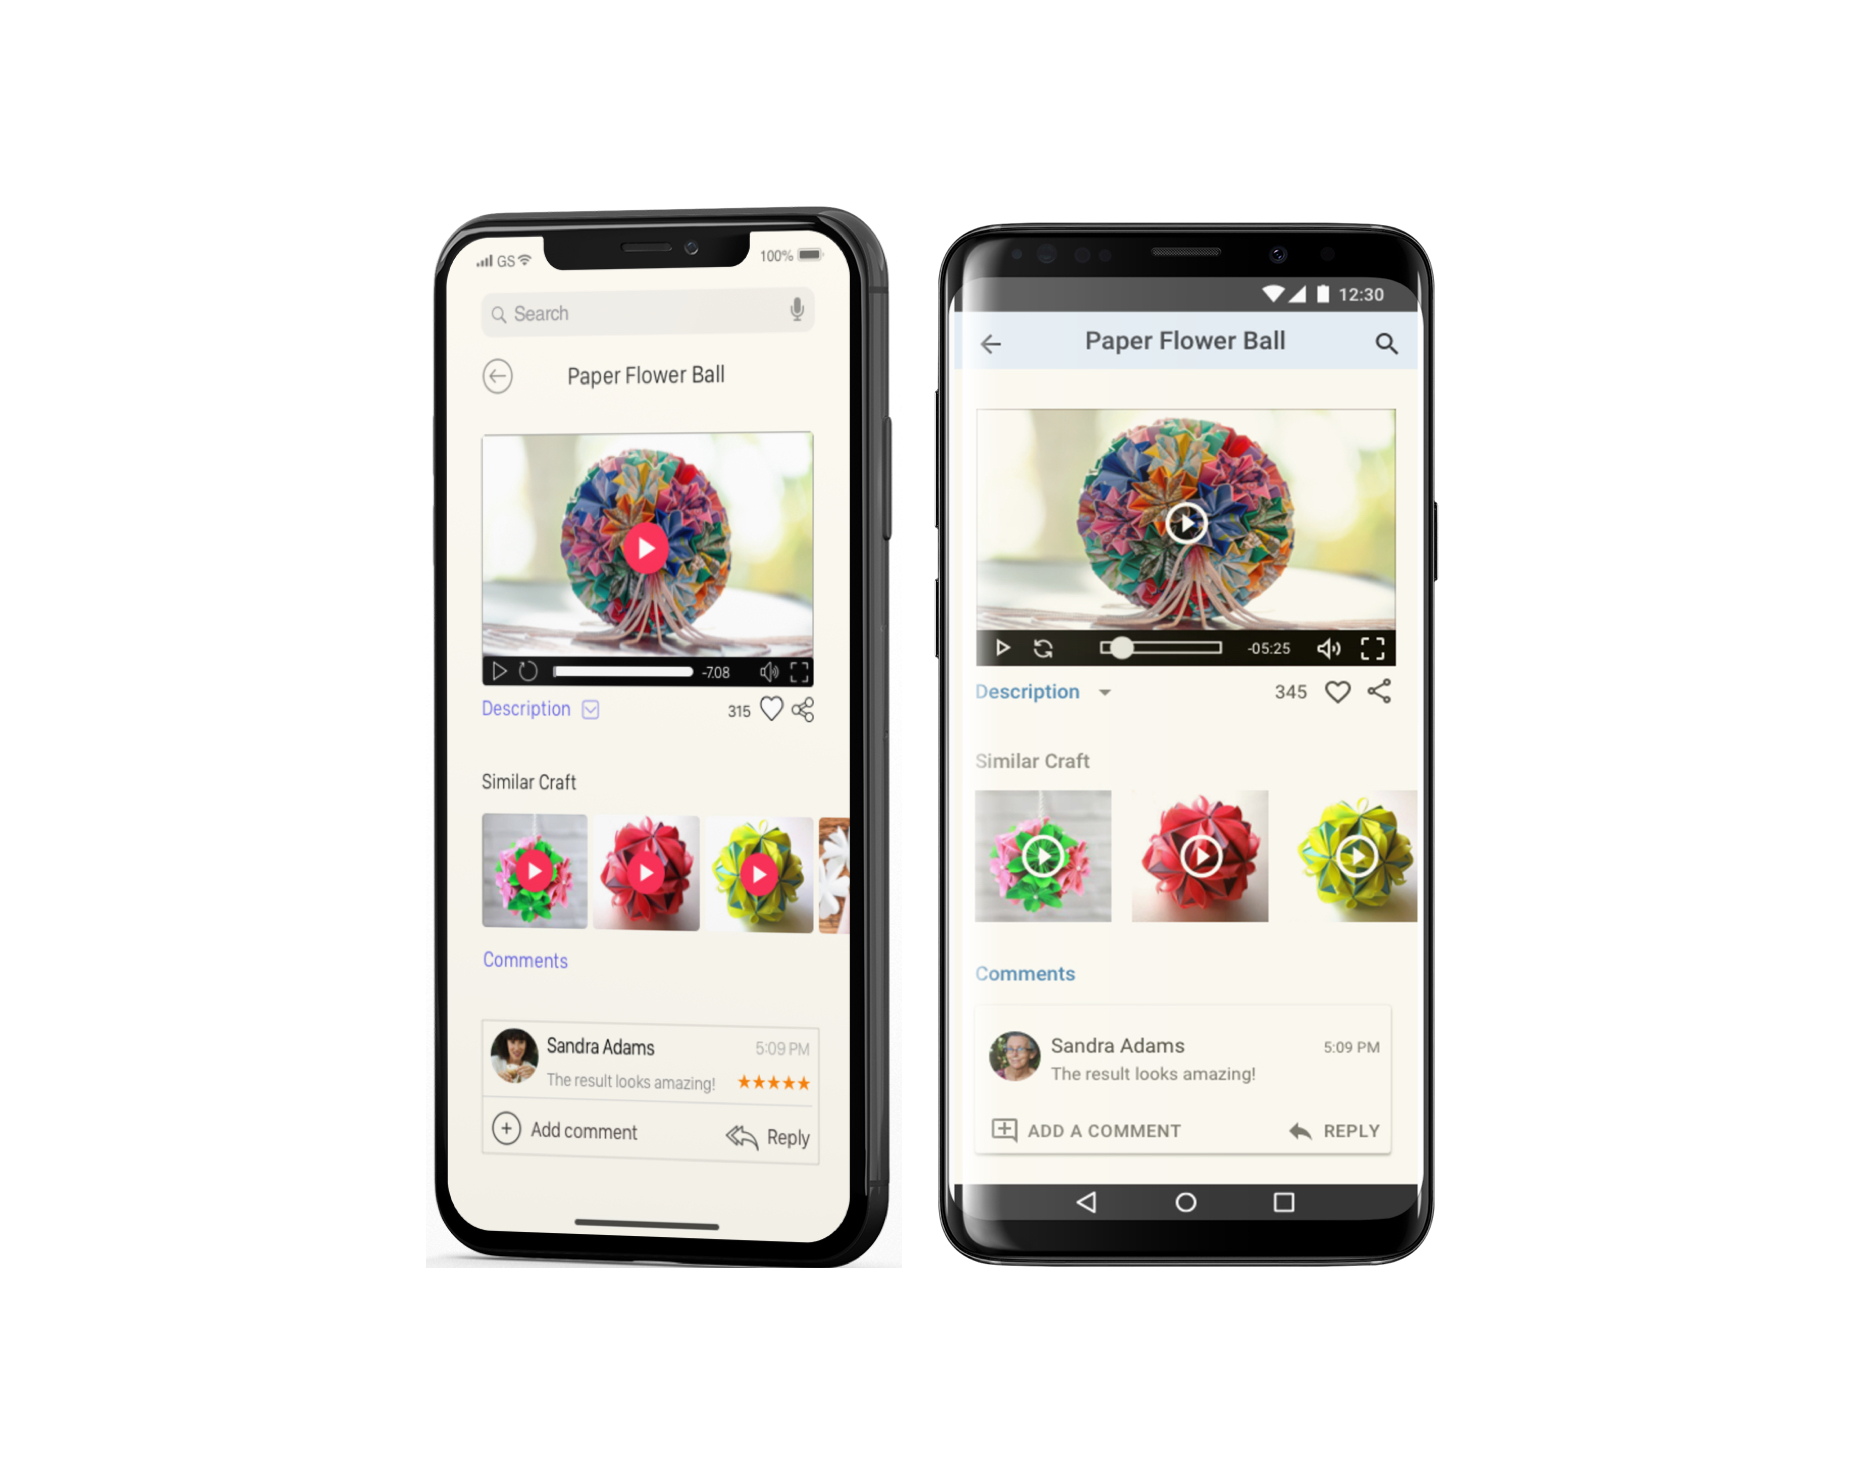 GS
100%
Search
Paper Flower Ball
-7.08
Description
315
Similar Craft
Comments
Sandra Adams
5:09 PM
The result looks amazing!
Add comment
Reply
12:30
Paper Flower Ball
-05:25
Description
345
Similar Craft
Comments
Sandra Adams
5:09 PM
The result looks amazing!
ADD A COMMENT
REPLY